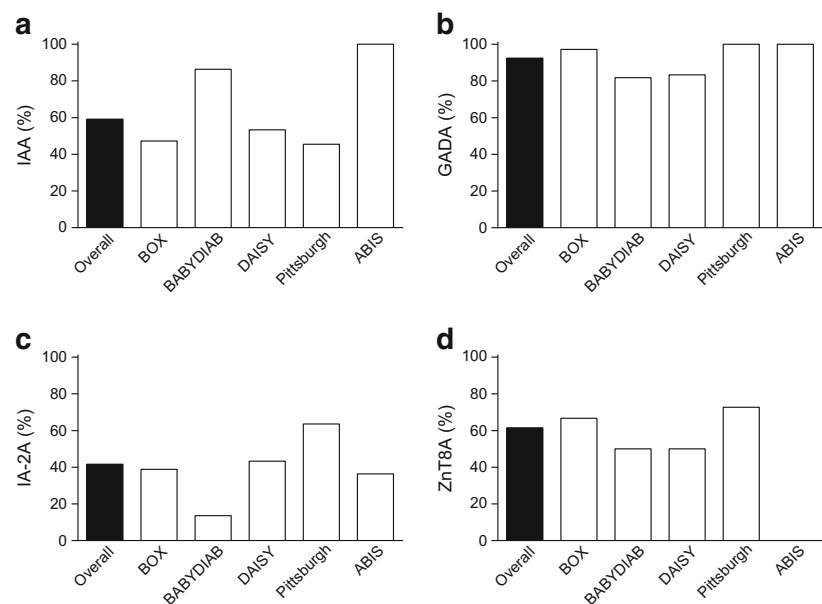 a
100
80
60
40
20
0
IAA (%)
Overall
BOX
BABYDIAB
DAISY
Pittsburgh
ABIS
b
100
80
60
40
20
0
GADA (%)
Overall
BOX
BABYDIAB
DAISY
Pittsburgh
ABIS
c
100
80
60
40
20
0
IA-2A (%)
Overall
BOX
BABYDIAB
DAISY
Pittsburgh
ABIS
d
100
80
60
40
20
0
ZnT8A (%)
Overall
BOX
BABYDIAB
DAISY
Pittsburgh
ABIS